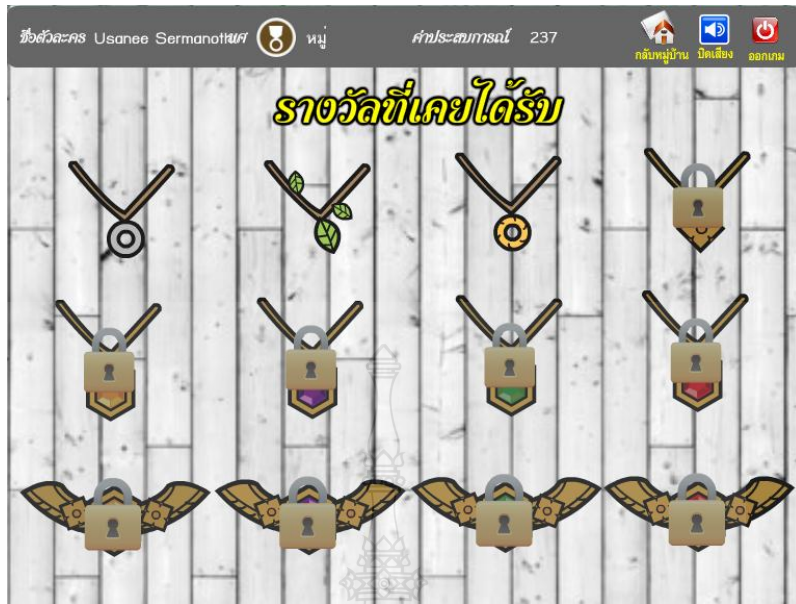 ชื่อตัวละคร Usanee Sermanothยศ หมู่ ค่าประสบการณ์ 237
กลับหมู่บ้าน ปิดเสียง ออกเกม
รางวัลที่เคยได้รับ